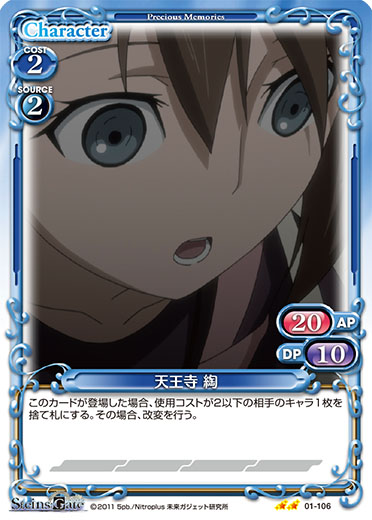 Precious Memories
Character
COST
2
SOURCE
2
20 AP
DP 10
天王寺 綯
このカードが登場した場合、使用コストが2以下の相手のキャラ1枚を
捨て札にする。その場合、改変を行う。
Steins;Gate
©2011 5pb./Nitroplus 未来ガジェット研究所
01-106